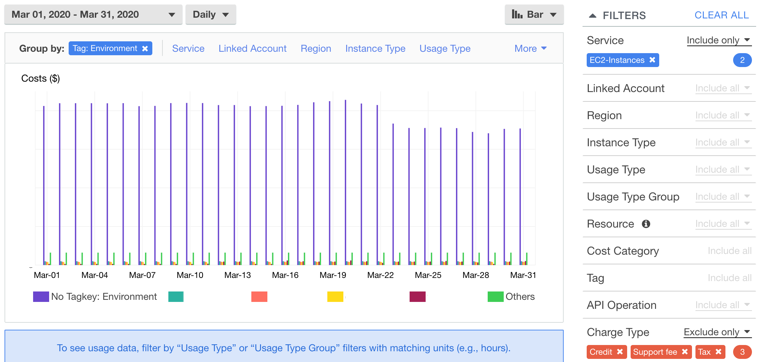 Mar 01, 2020 - Mar 31, 2020
Daily
Bar
Group by: Tag: Environment ×
Service
Linked Account
Region
Instance Type
Usage Type
More
Costs ($)
Mar-01 Mar-04 Mar-07 Mar-10 Mar-13 Mar-16 Mar-19 Mar-22 Mar-25 Mar-28 Mar-31
No Tagkey: Environment
Others
To see usage data, filter by “Usage Type” or “Usage Type Group” filters with matching units (e.g., hours).
FILTERS
CLEAR ALL
Service Include only
EC2-Instances × 2
Linked Account Include all
Region Include all
Instance Type Include all
Usage Type Include all
Usage Type Group Include all
Resource i Include all
Cost Category Include all
Tag Include all
API Operation Include all
Charge Type Exclude only
Credit × Support fee × Tax × 3